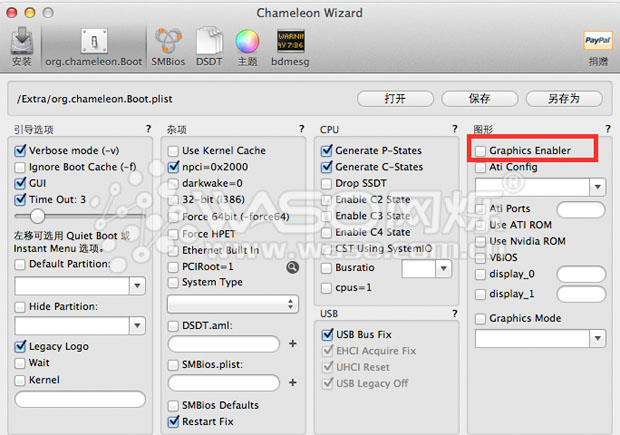 Chameleon Wizard
安装
org.chameleon.Boot
SMBios
DSDT
主题
WARNIN
AY 7:36
bdmesg
PayPal
捐赠
/Extra/org.chameleon.Boot.plist
打开
保存
另存为
引导选项
?
Verbose mode (-v)
Ignore Boot Cache (-f)
GUI
Time Out: 3
左移可选用 Quiet Boot 或
Instant Menu 选项。
Default Partition:
Hide Partition:
Legacy Logo
Wait
Kernel
杂项
?
Use Kernel Cache
npci=0x2000
darkwake=0
32-bit (i386)
Force 64bit (-force64)
Force HPET
Ethernet Built In
PCIRoot=1
System Type
DSDT.aml:
+
SMBios.plist:
+
SMBios Defaults
Restart Fix
CPU
?
Generate P-States
Generate C-States
Drop SSDT
Enable C2 State
Enable C3 State
Enable C4 State
CST Using SystemIO
Busratio
cpus=1
USB
?
USB Bus Fix
EHCI Acquire Fix
UHCI Reset
USB Legacy Off
图形
?
Graphics Enabler
Ati Config
Ati Ports
Use ATI ROM
Use Nvidia ROM
VBIOS
display_0
display_1
Graphics Mode